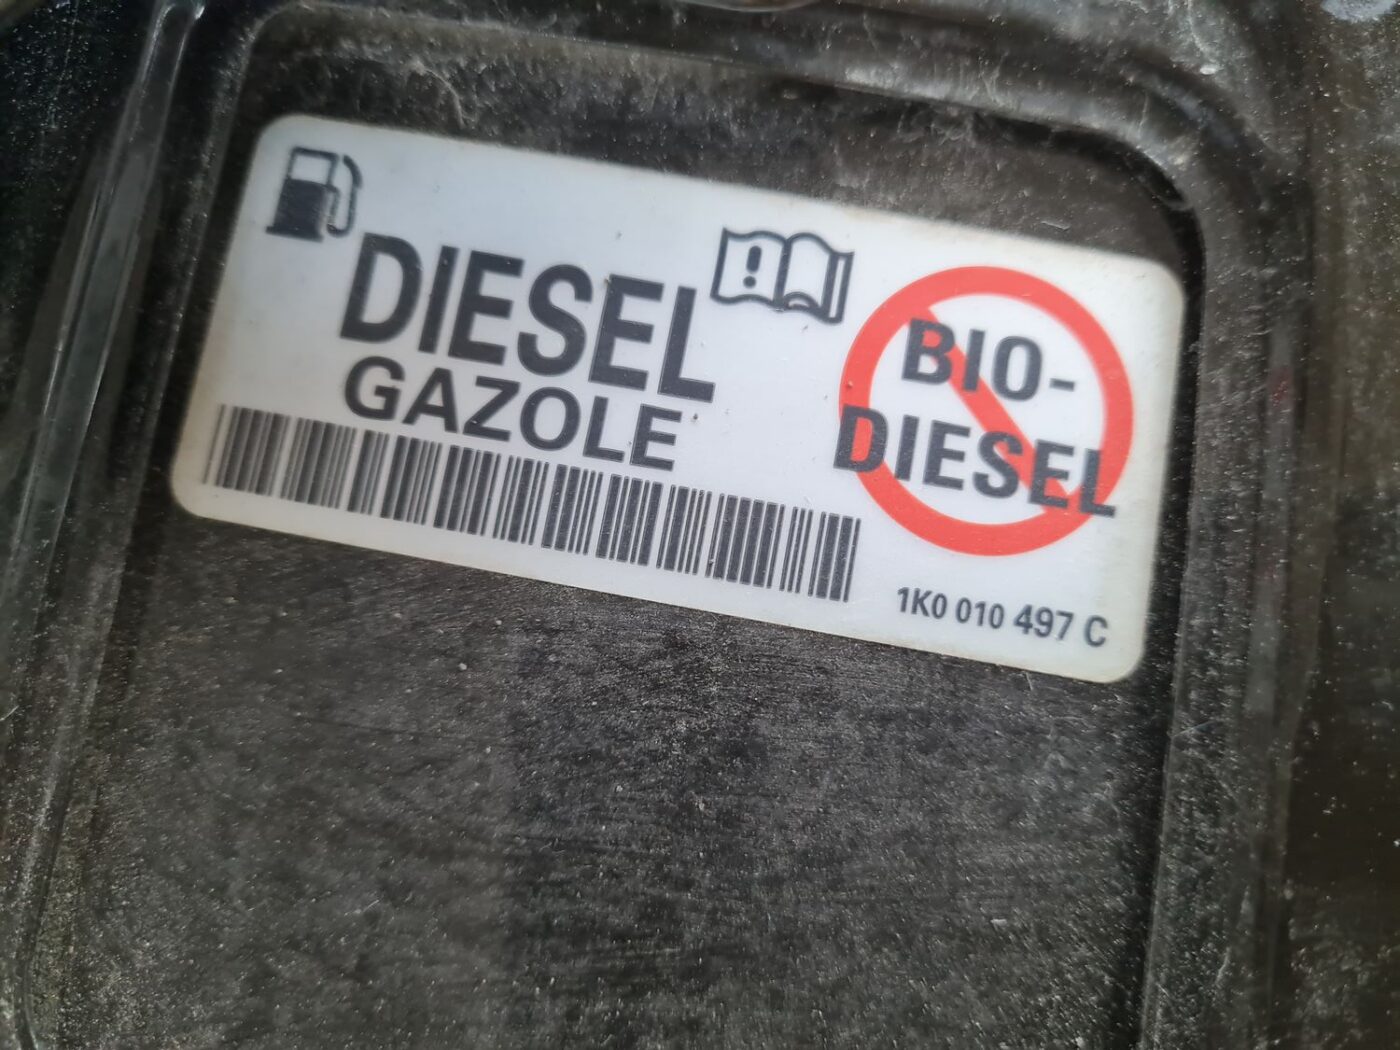 DIESEL
GAZOLE
BIO-
DIESEL
1K0 010 497 C